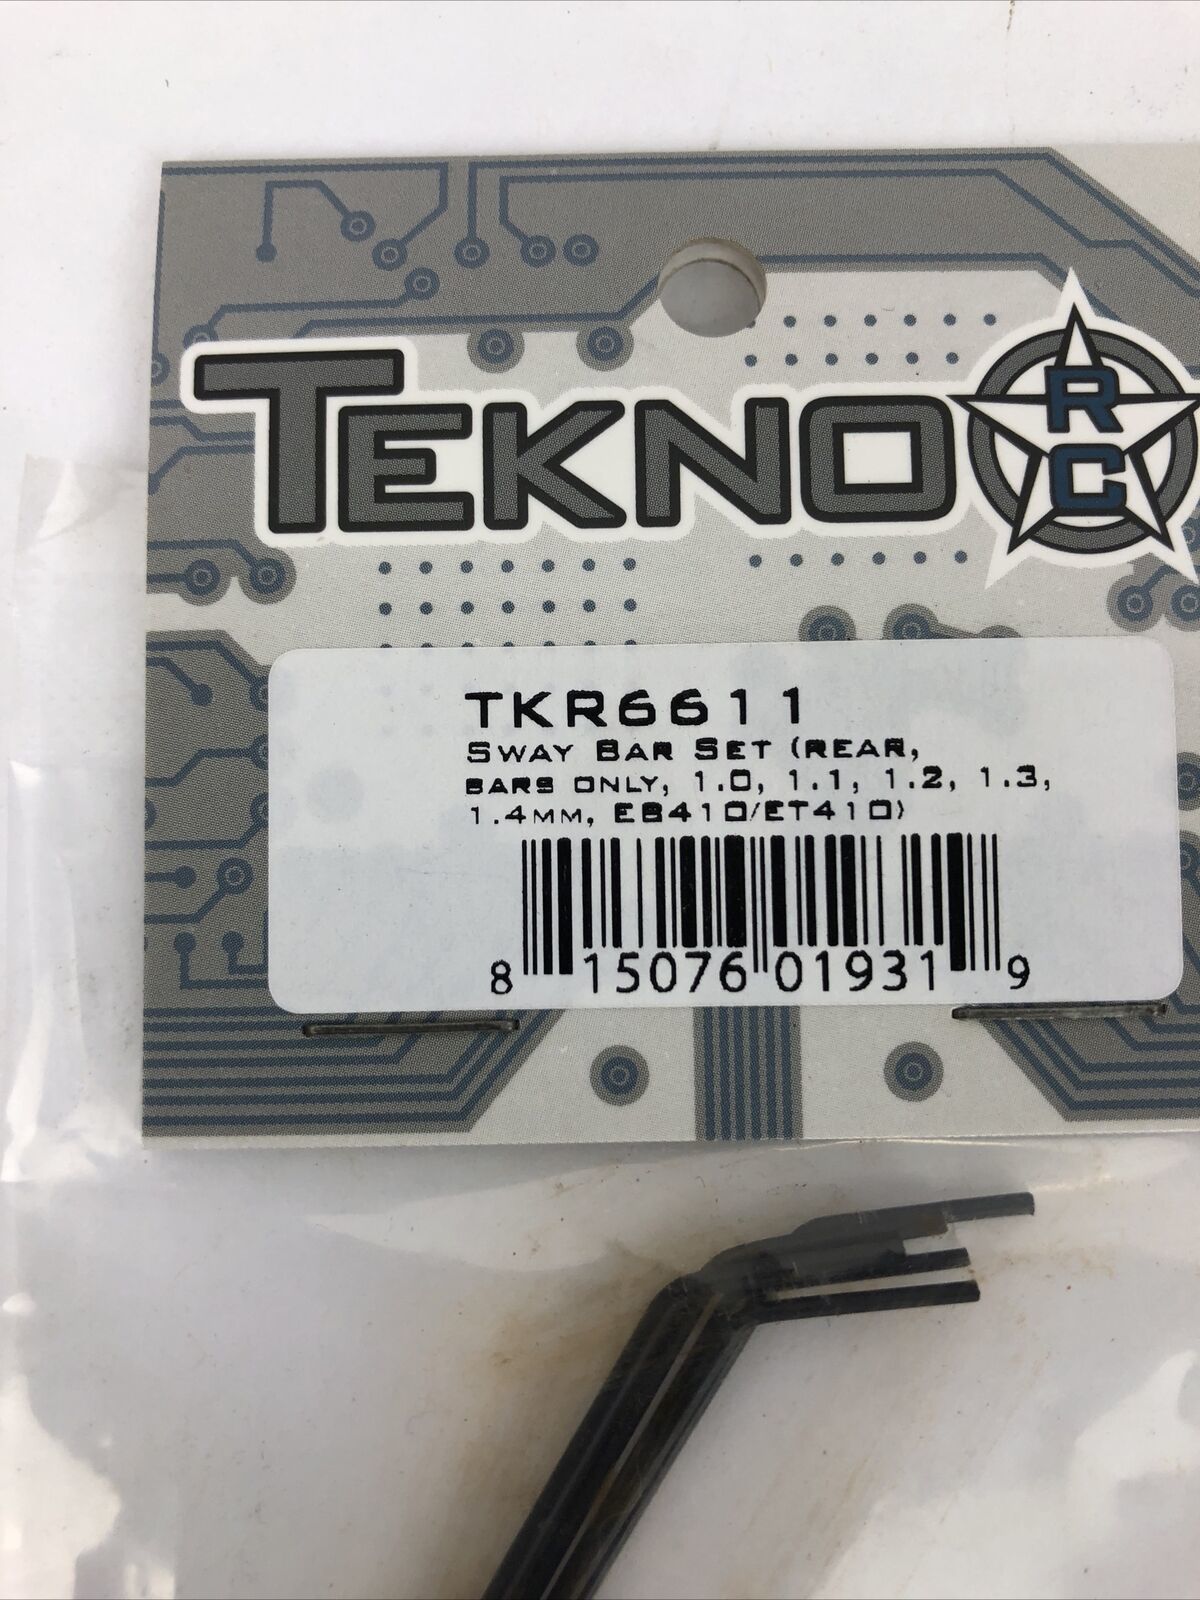 TEKNO RC
TKR6611
SWAY BAR SET (REAR,
BARS ONLY, 1.0, 1.1, 1.2, 1.3,
1.4MM, EB410/ET410)
8 15076 01931 9